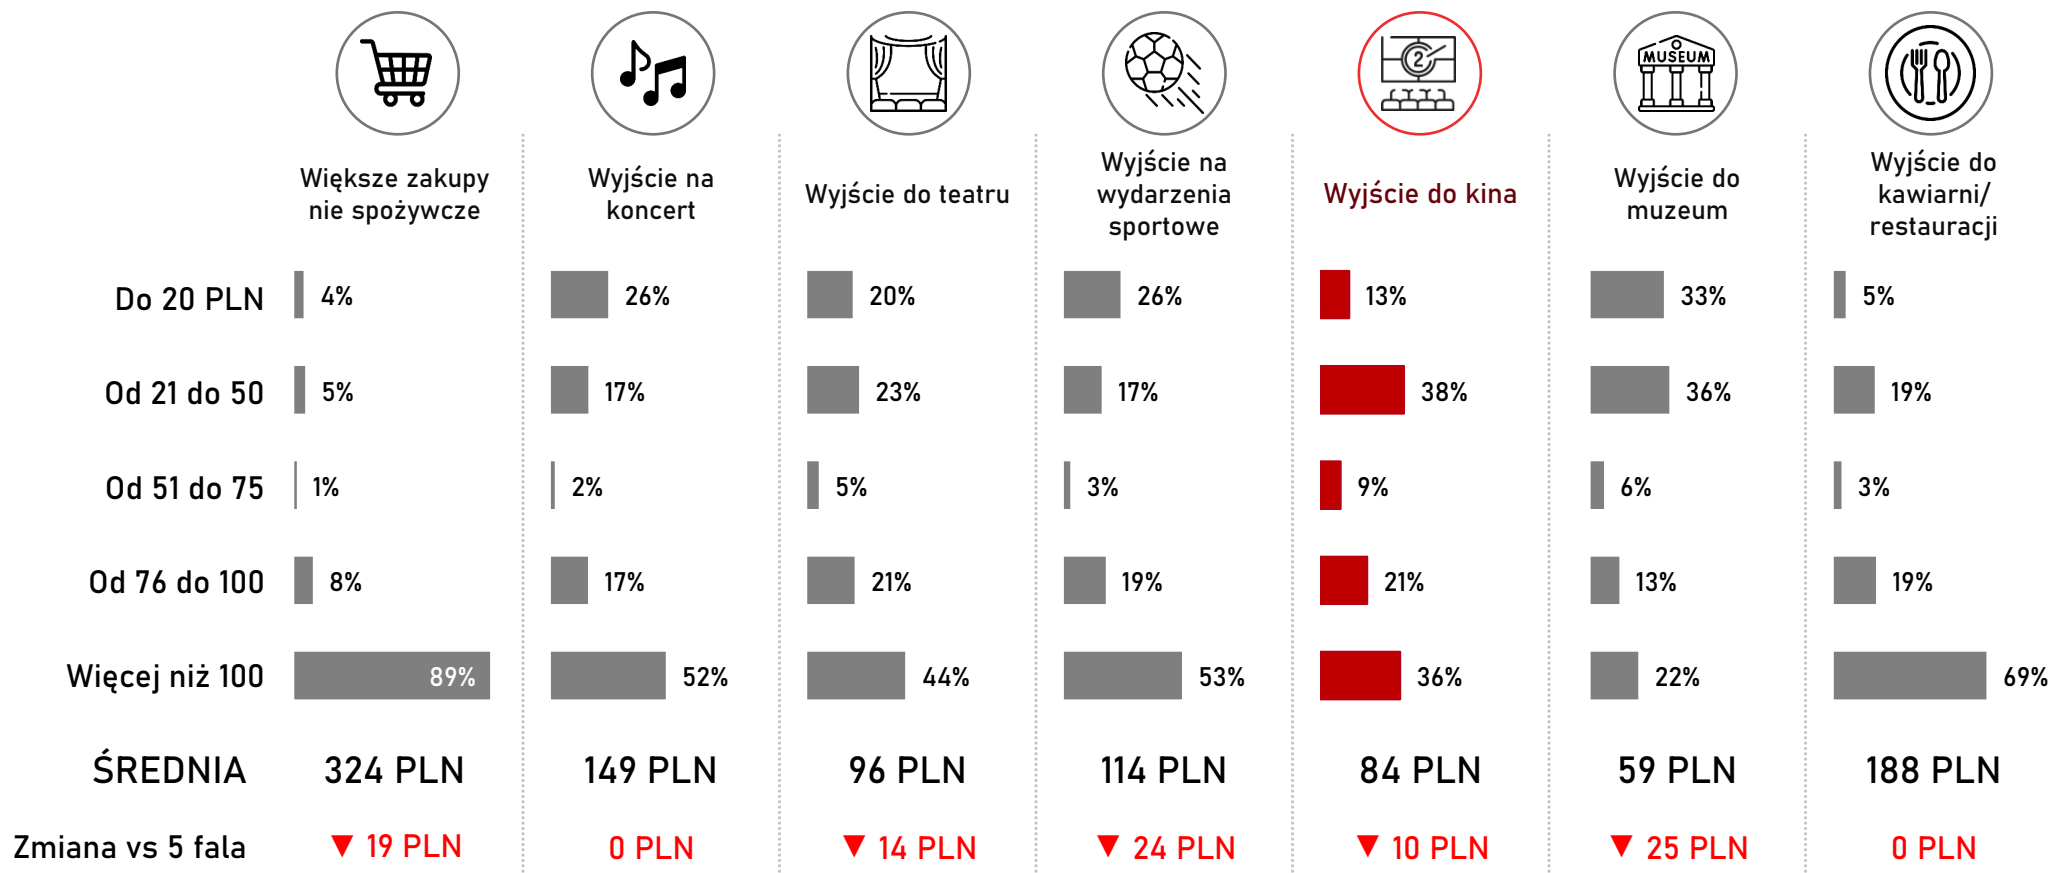 2
MUSEUM
Większe zakupy
nie spożywcze
Wyjście na
koncert
Wyjście do teatru
Wyjście na
wydarzenia
sportowe
Wyjście do kina
Wyjście do
muzeum
Wyjście do
kawiarni/
restauracji
Do 20 PLN 4% 26% 20% 26% 13% 33% 5%
Od 21 do 50 5% 17% 23% 17% 38% 36% 19%
Od 51 do 75 1% 2% 5% 3% 9% 6% 3%
Od 76 do 100 8% 17% 21% 19% 21% 13% 19%
Więcej niż 100 89% 52% 44% 53% 36% 22% 69%
ŚREDNIA 324 PLN 149 PLN 96 PLN 114 PLN 84 PLN 59 PLN 188 PLN
Zmiana vs 5 fala ▼ 19 PLN 0 PLN ▼ 14 PLN ▼ 24 PLN ▼ 10 PLN ▼ 25 PLN 0 PLN